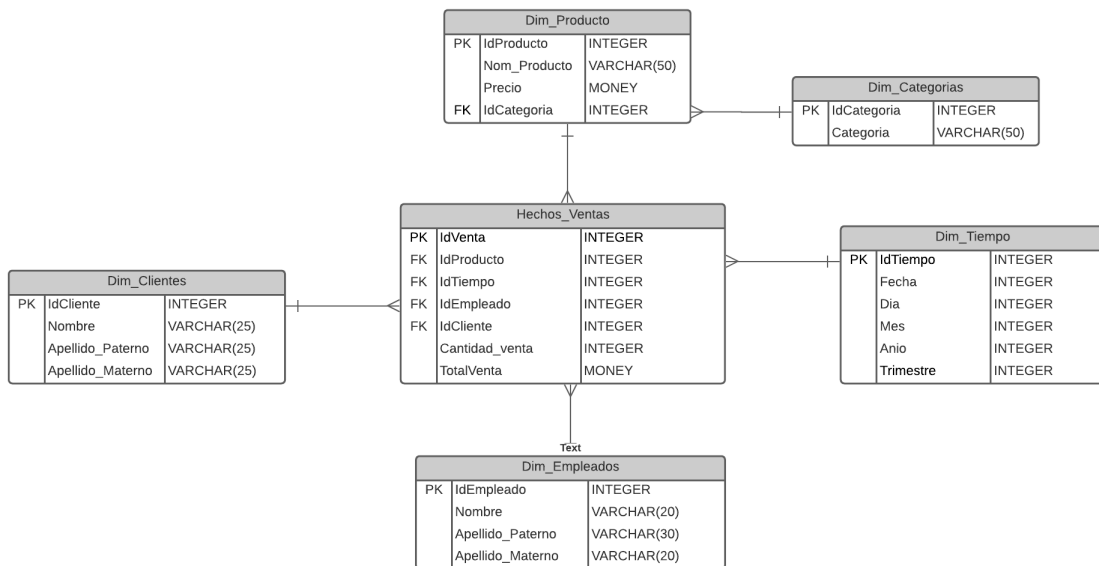 Dim_Producto
PK IdProducto INTEGER
Nom_Producto VARCHAR(50)
Precio MONEY
FK IdCategoria INTEGER
Dim_Categorias
PK IdCategoria INTEGER
Categoria VARCHAR(50)
Hechos_Ventas
PK IdVenta INTEGER
FK IdProducto INTEGER
FK IdTiempo INTEGER
FK IdEmpleado INTEGER
FK IdCliente INTEGER
Cantidad_venta INTEGER
TotalVenta MONEY
Dim_Tiempo
PK IdTiempo INTEGER
Fecha INTEGER
Dia INTEGER
Mes INTEGER
Anio INTEGER
Trimestre INTEGER
Dim_Clientes
PK IdCliente INTEGER
Nombre VARCHAR(25)
Apellido_Paterno VARCHAR(25)
Apellido_Materno VARCHAR(25)
Text
Dim_Empleados
PK IdEmpleado INTEGER
Nombre VARCHAR(20)
Apellido_Paterno VARCHAR(30)
Apellido_Materno VARCHAR(20)